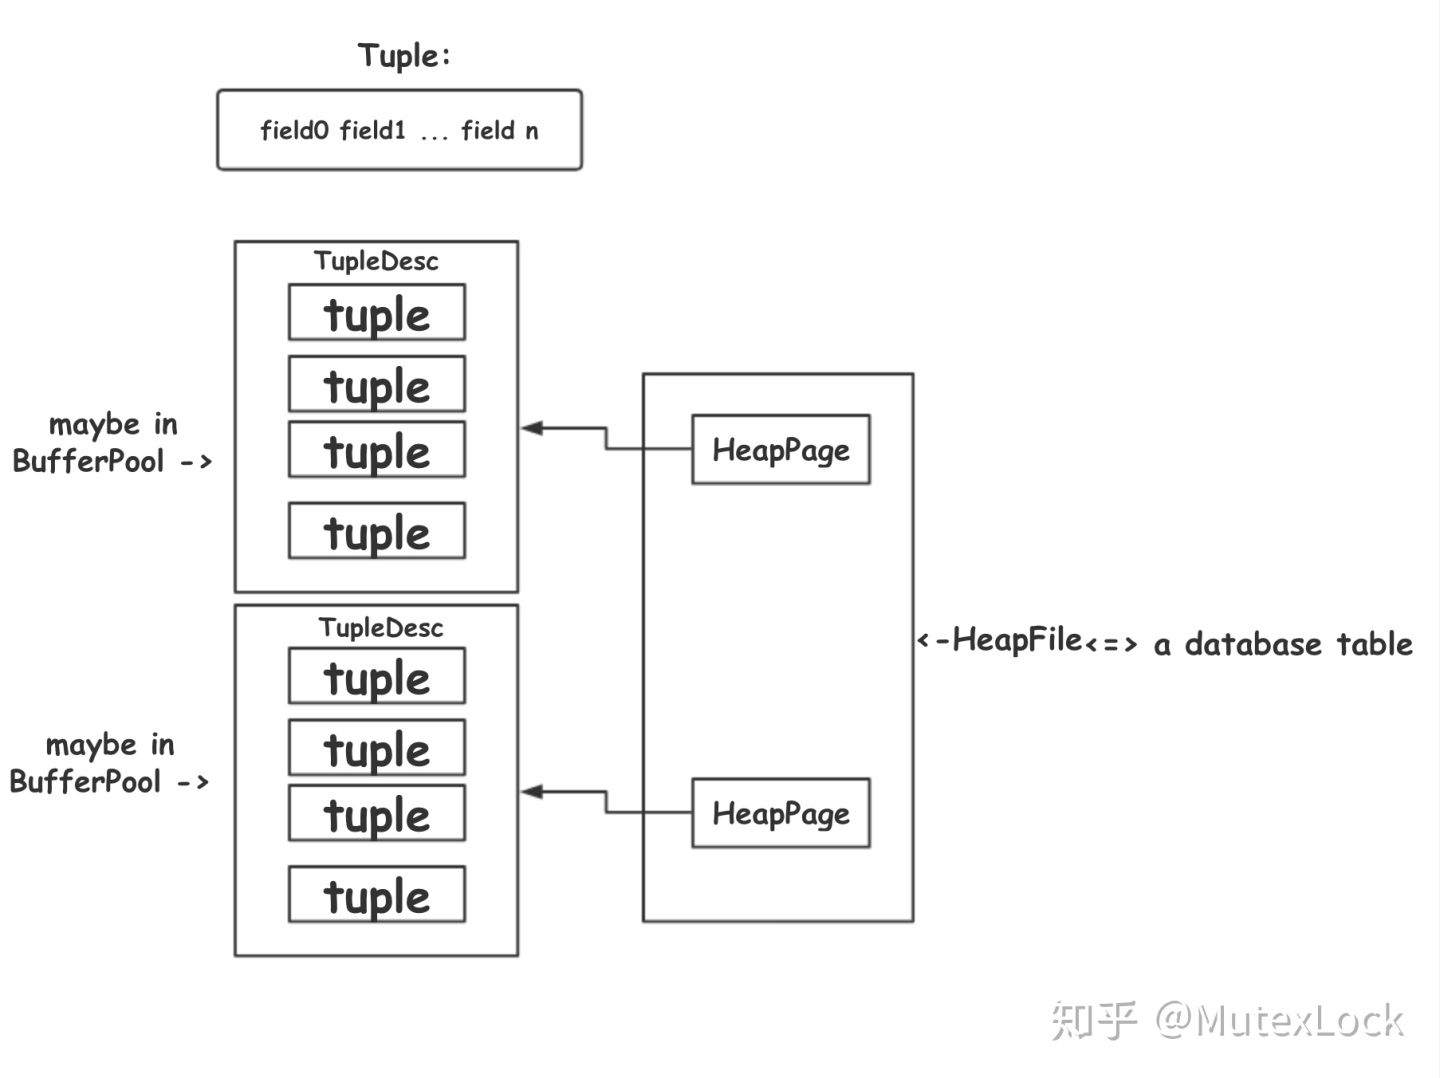 Tuple:
field0 field1 ... field n
TupleDesc
tuple
tuple
tuple
tuple
maybe in
BufferPool ->
HeapPage
TupleDesc
tuple
tuple
tuple
tuple
maybe in
BufferPool ->
HeapPage
<-HeapFile<=> a database table
知乎 @MutexLock